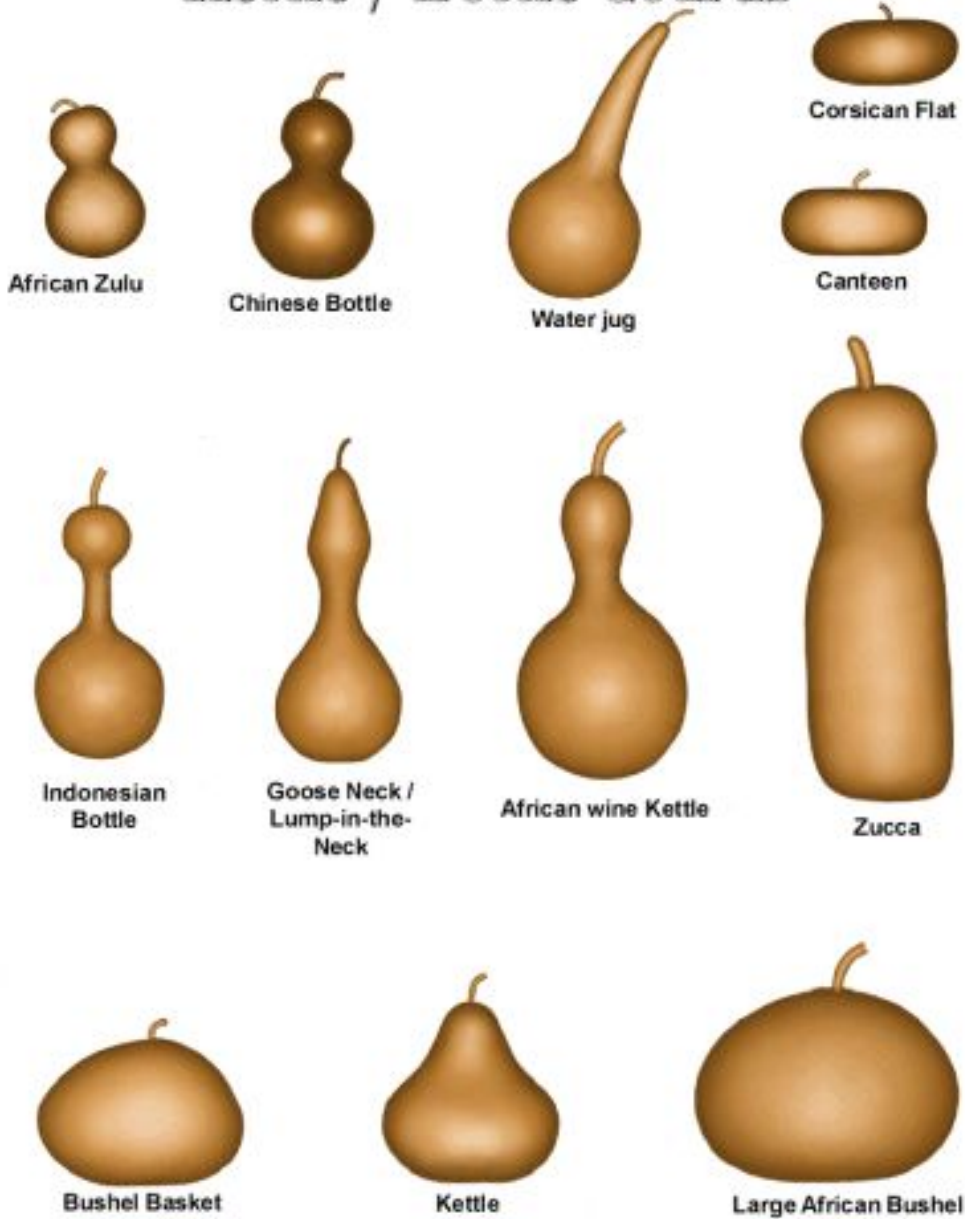 Corsican Flat
African Zulu
Chinese Bottle
Water jug
Canteen
Indonesian
Bottle
Goose Neck /
Lump-in-the-
Neck
African wine Kettle
Zucca
Bushel Basket
Kettle
Large African Bushel